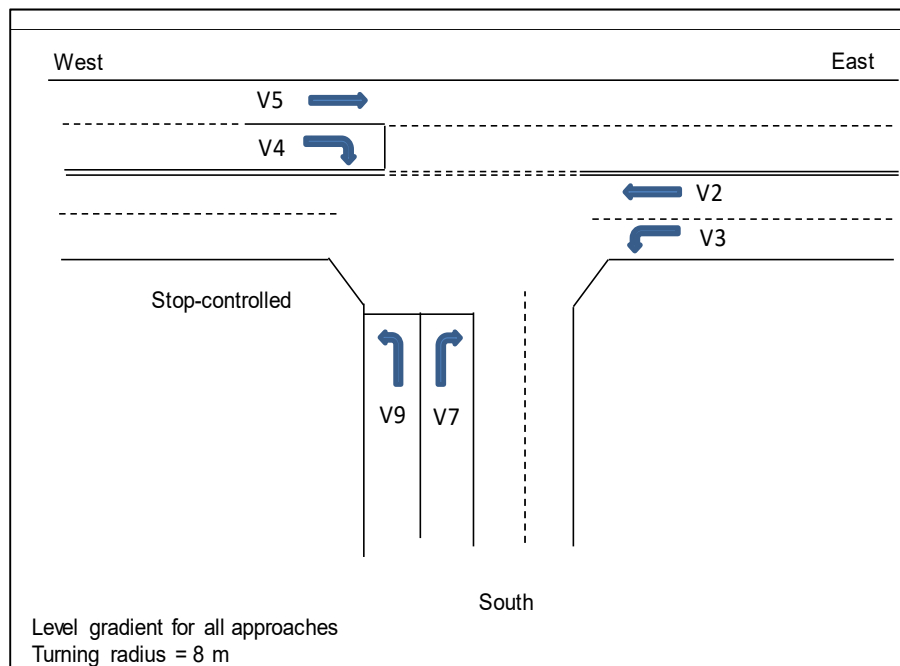 West
East
V5
V4
V2
V3
Stop-controlled
V9
V7
South
Level gradient for all approaches
Turning radius = 8 m